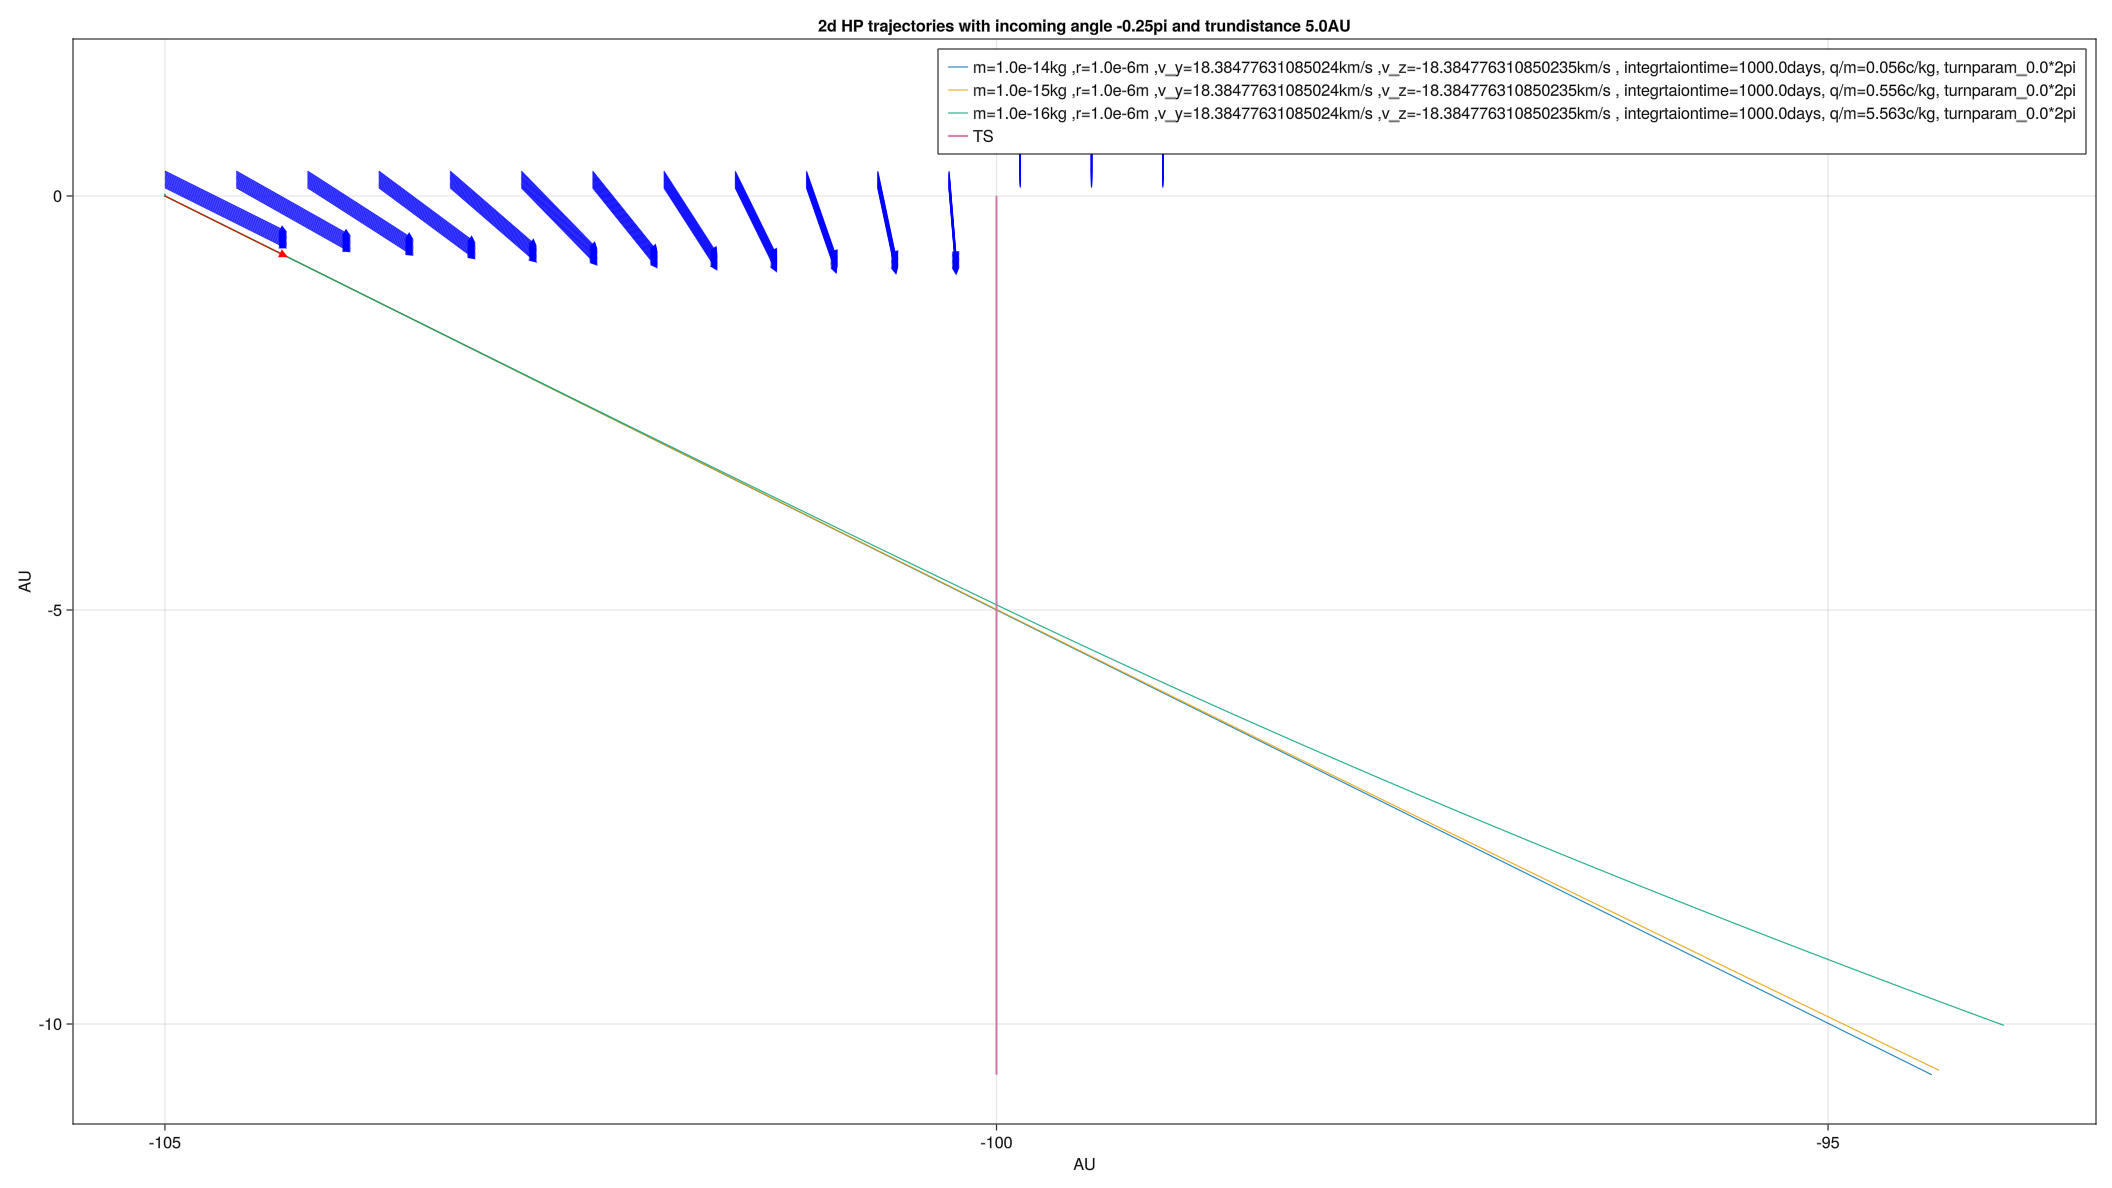 2d HP trajectories with incoming angle -0.25pi and trundistance 5.0AU
m=1.0e-14kg ,r=1.0e-6m ,v_y=18.38477631085024km/s ,v_z=-18.384776310850235km/s , integrtaiontime=1000.0days, q/m=0.056c/kg, turnparam_0.0*2pi
m=1.0e-15kg ,r=1.0e-6m ,v_y=18.38477631085024km/s ,v_z=-18.384776310850235km/s , integrtaiontime=1000.0days, q/m=0.556c/kg, turnparam_0.0*2pi
m=1.0e-16kg ,r=1.0e-6m ,v_y=18.38477631085024km/s ,v_z=-18.384776310850235km/s , integrtaiontime=1000.0days, q/m=5.563c/kg, turnparam_0.0*2pi
TS
0
-5
-10
AU
-105
-100
-95
AU